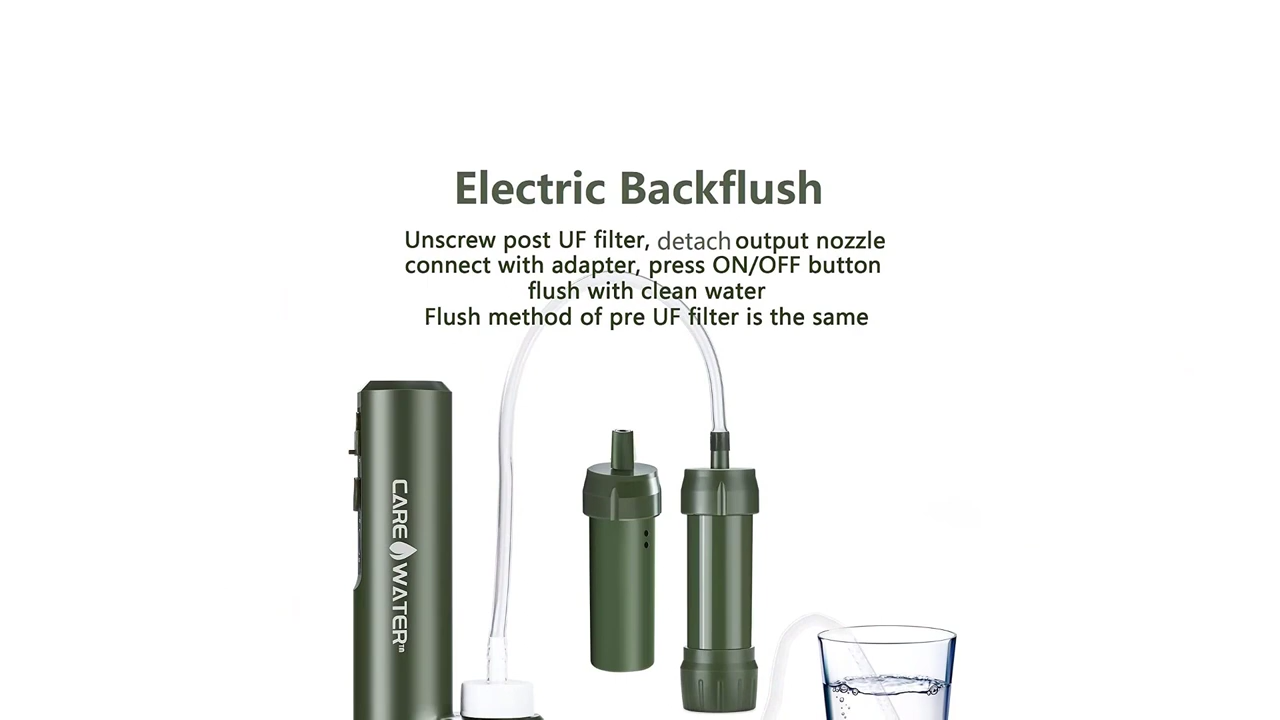 Electric Backflush
Unscrew post UF filter, detach output nozzle
connect with adapter, press ON/OFF button
flush with clean water
Flush method of pre UF filter is the same
CARE WATER™